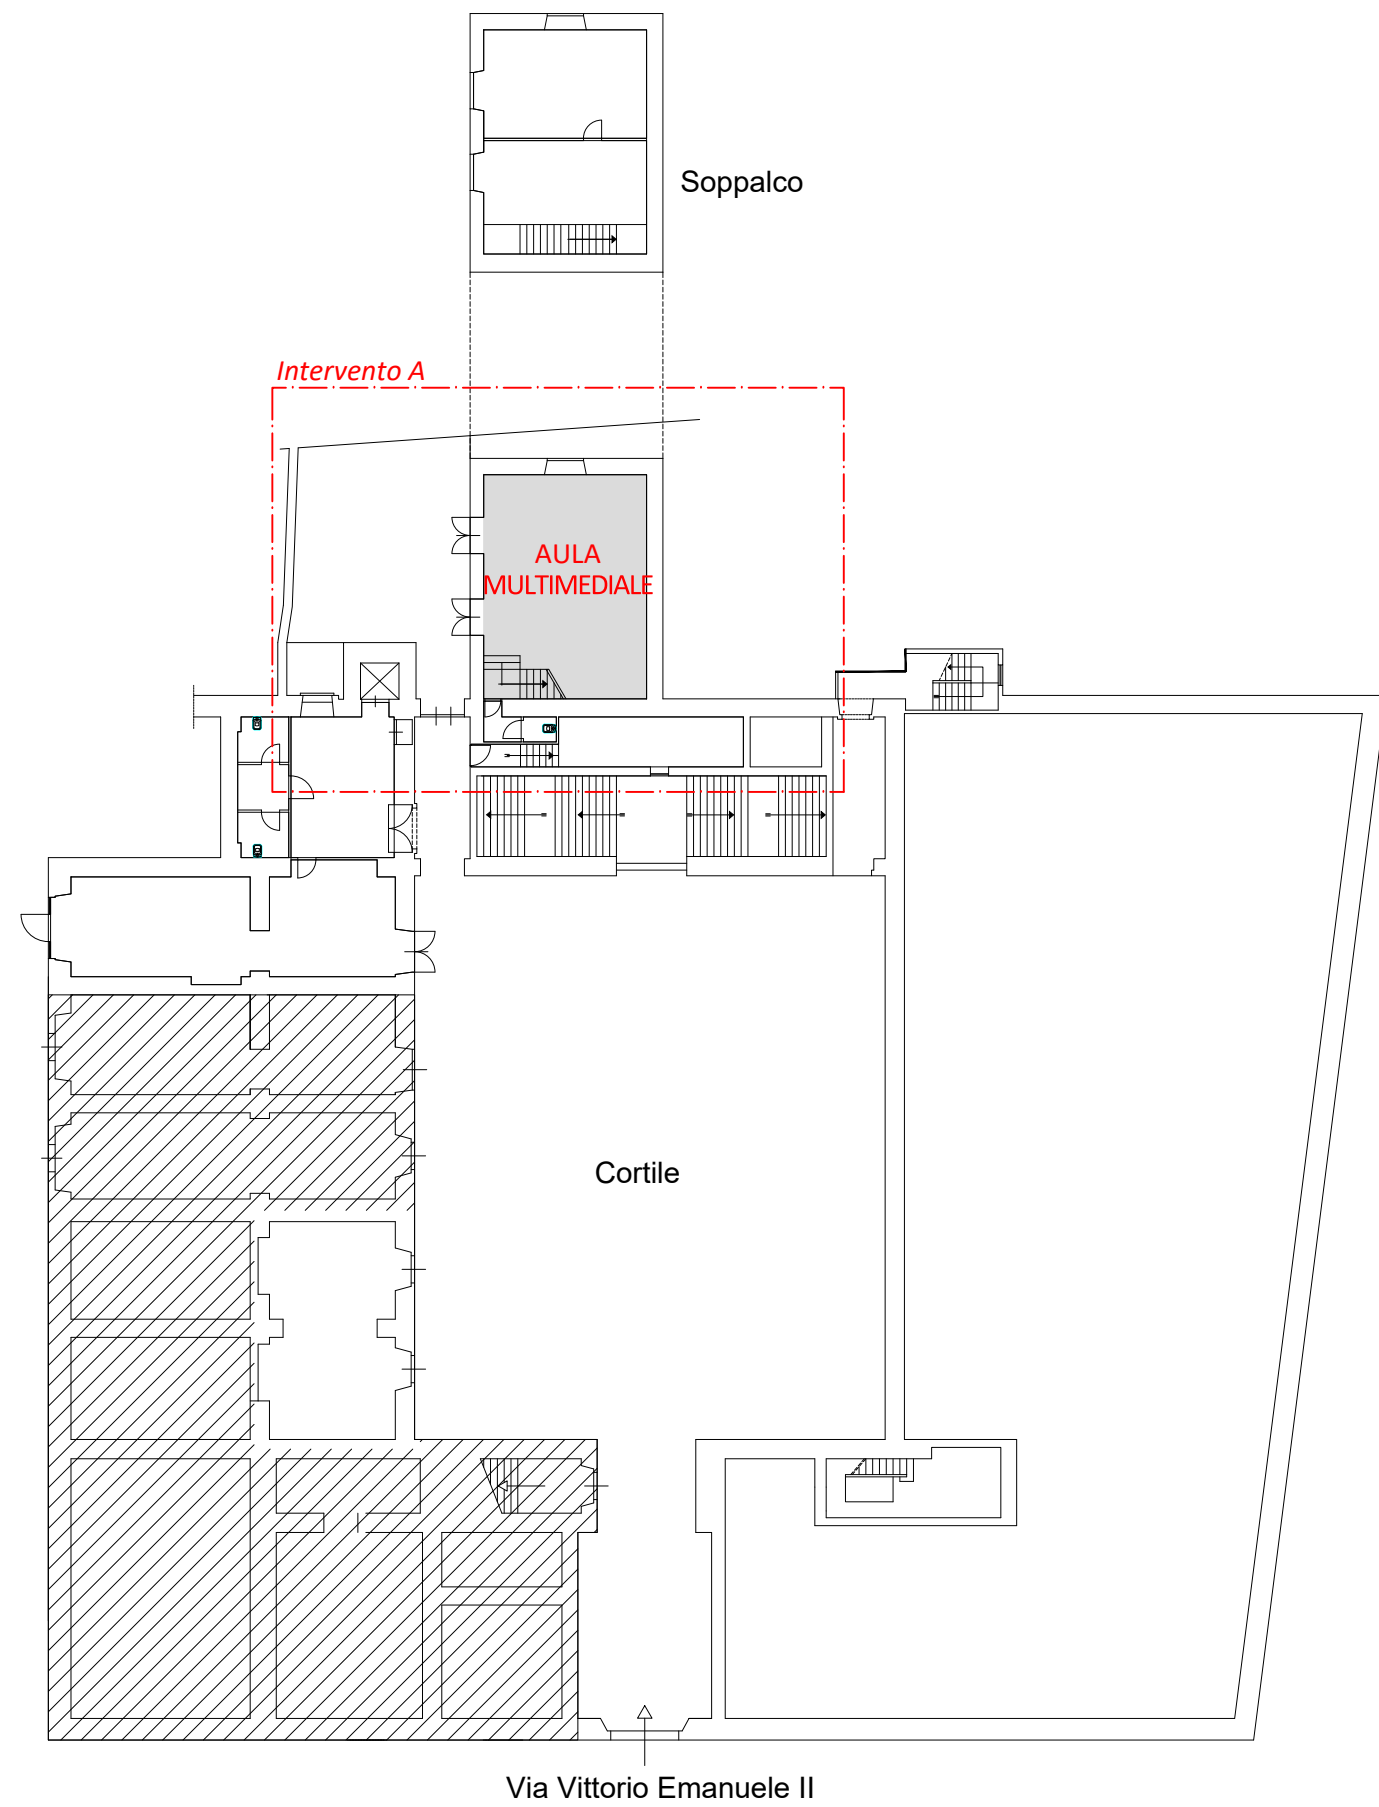 Soppalco
Intervento A
AULA
MULTIMEDIALE
Cortile
Via Vittorio Emanuele II